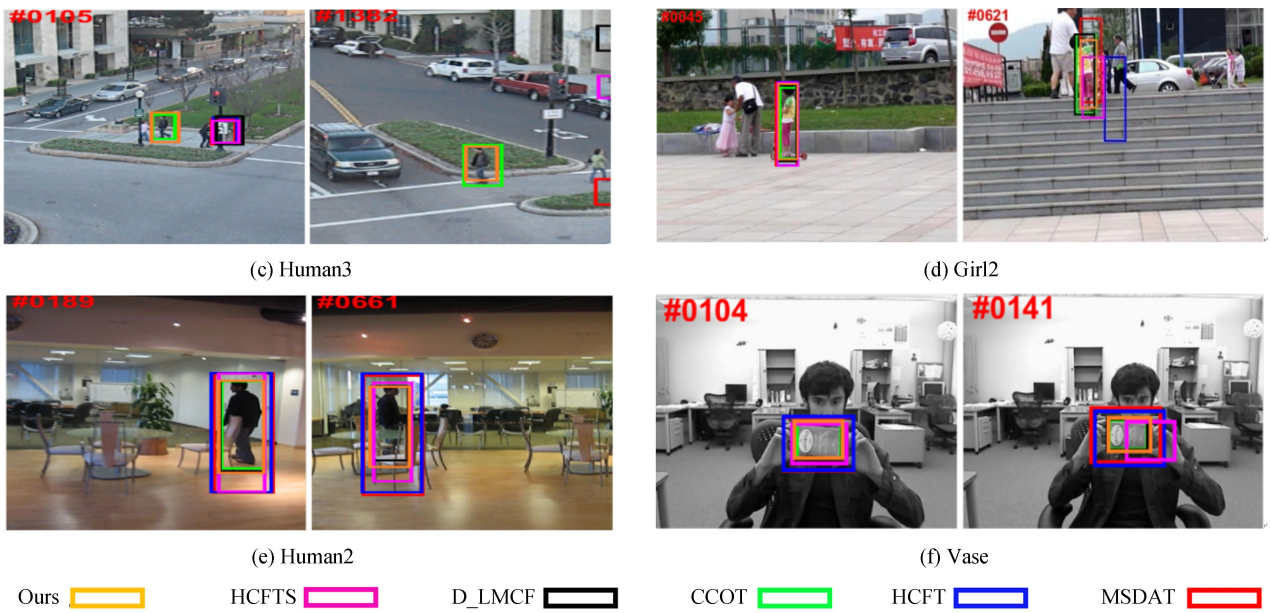 #0105 #1382
#0045 #0621
(c) Human3
(d) Girl2
#0189 #0661
#0104 #0141
(e) Human2
(f) Vase
Ours HCFTS D_LMCF CCOT HCFT MSDAT